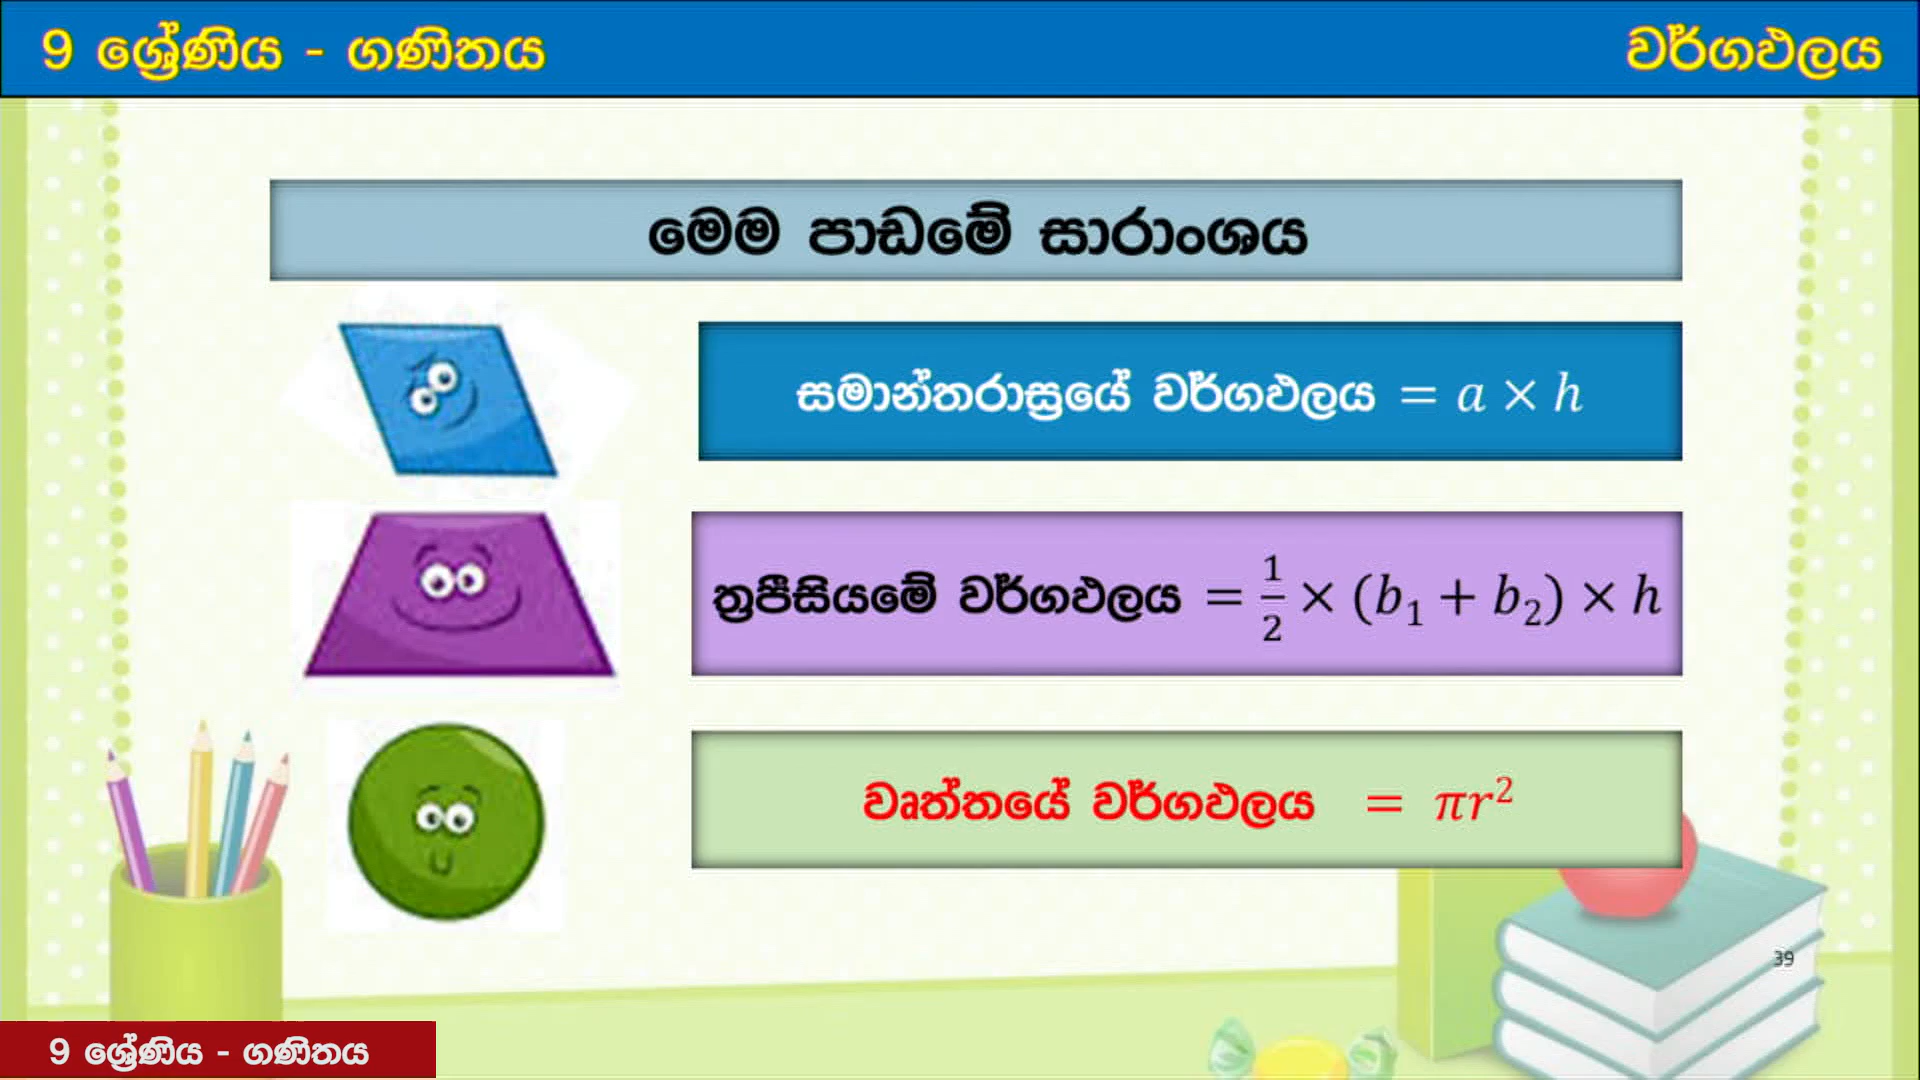 9 ශ්‍රේණිය - ගණිතය
වර්ගඵලය
මෙම පාඩමේ සාරාංශය
සමාන්තරාස්‍රයේ වර්ගඵලය = a × h
ත්‍රපීසියමේ වර්ගඵලය = 1/2 × (b₁ + b₂) × h
වෘත්තයේ වර්ගඵලය = πr²
39
9 ශ්‍රේණිය - ගණිතය